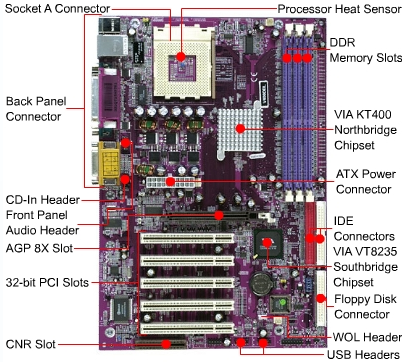 Socket A Connector
Processor Heat Sensor
DDR
Memory Slots
Back Panel
Connector
VIA KT400
Northbridge
Chipset
ATX Power
Connector
CD-In Header
Front Panel
Audio Header
AGP 8X Slot
IDE
Connectors
VIA VT8235
Southbridge
Chipset
32-bit PCI Slots
Floppy Disk
Connector
WOL Header
CNR Slot
USB Headers